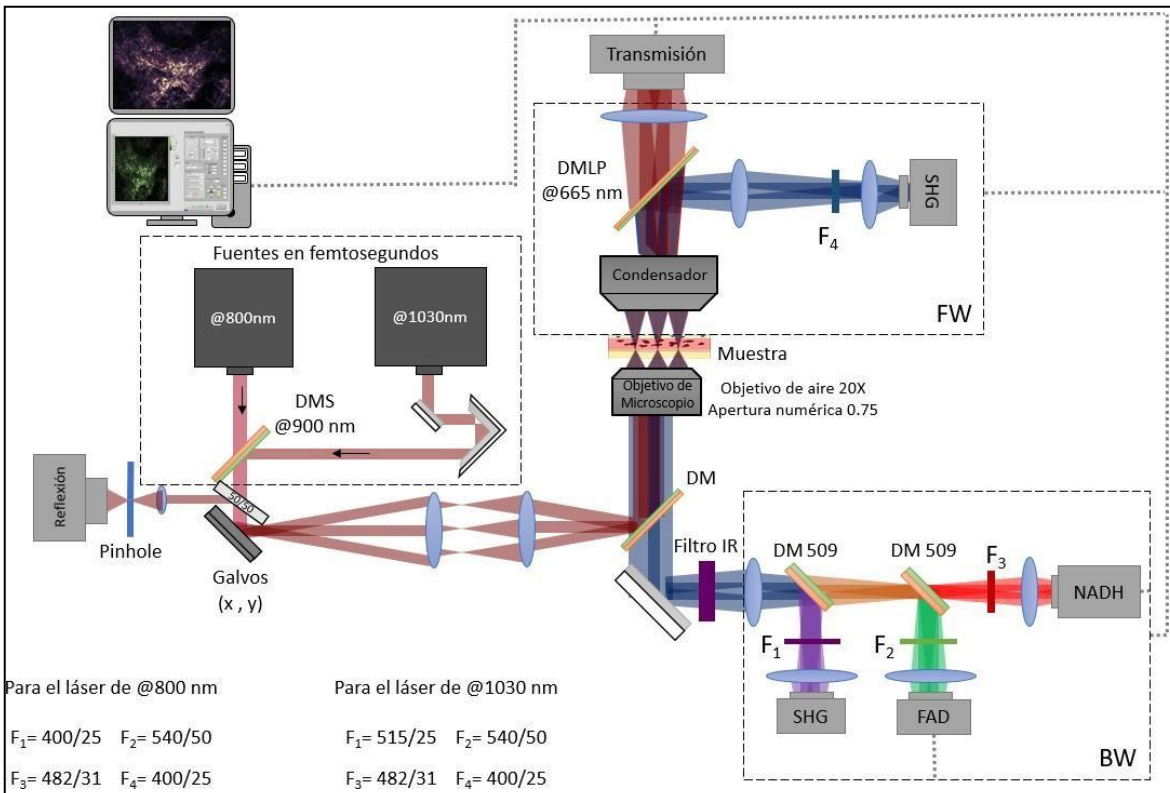 Transmisión
DMLP
@665 nm
SHG
F4
Condensador
FW
Fuentes en femtosegundos
@800nm
@1030nm
DMS
@900 nm
Muestra
Objetivo de
Microscopio
Objetivo de aire 20X
Apertura numérica 0.75
Reflexión
Pinhole
50/50
Galvos
(x , y)
DM
Filtro IR
DM 509
DM 509
F3
NADH
F1
F2
SHG
FAD
BW
Para el láser de @800 nm
F1= 400/25 F2= 540/50
F3= 482/31 F4= 400/25
Para el láser de @1030 nm
F1= 515/25 F2= 540/50
F3= 482/31 F4= 400/25